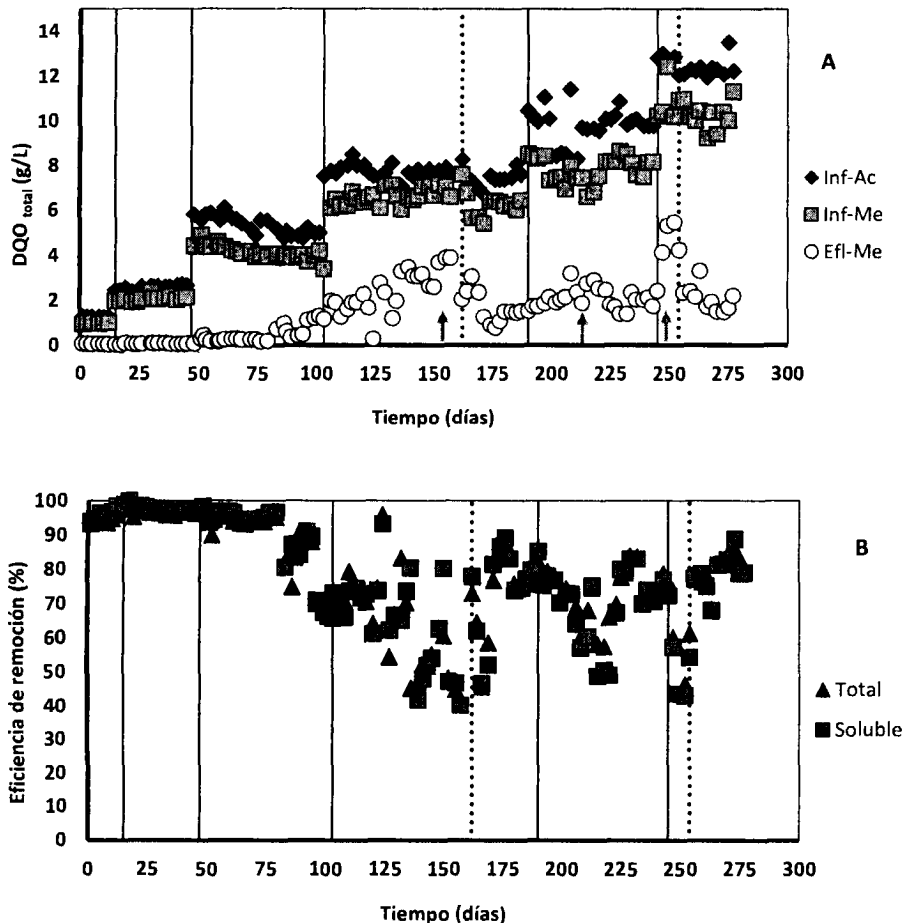 14
12
10
8
6
4
2
0
DQO total (g/L)
A
Inf-Ac
Inf-Me
Efl-Me
0 25 50 75 100 125 150 175 200 225 250 275 300
Tiempo (días)
100
90
80
70
60
50
40
30
20
10
0
Eficiencia de remoción (%)
B
Total
Soluble
0 25 50 75 100 125 150 175 200 225 250 275 300
Tiempo (días)